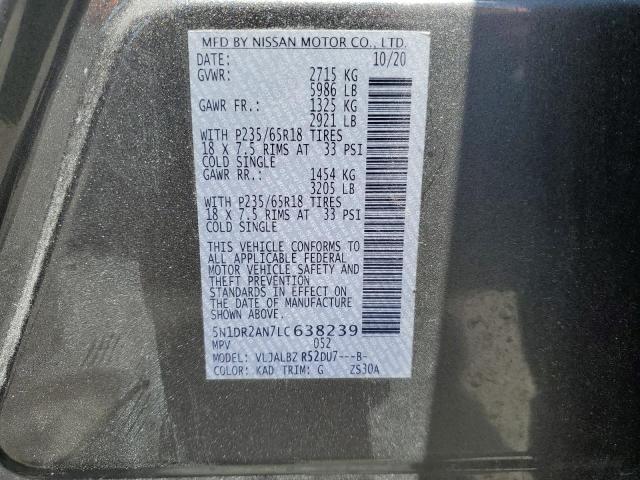 MFD BY NISSAN MOTOR CO., LTD.
DATE: 10/20
GVWR: 2715 KG
5986 LB
GAWR FR.: 1325 KG
2921 LB
WITH P235/65R18 TIRES
18 X 7.5 RIMS AT 33 PSI
COLD SINGLE
GAWR RR.: 1454 KG
3205 LB
WITH P235/65R18 TIRES
18 X 7.5 RIMS AT 33 PSI
COLD SINGLE
THIS VEHICLE CONFORMS TO
ALL APPLICABLE FEDERAL
MOTOR VEHICLE SAFETY AND
THEFT PREVENTION
STANDARDS IN EFFECT ON
THE DATE OF MANUFACTURE
SHOWN ABOVE.
5N1DR2AN7LC638239
MPV 052
MODEL: VLJALBZ R52DU7---B-
COLOR: KAD TRIM: G ZS30A